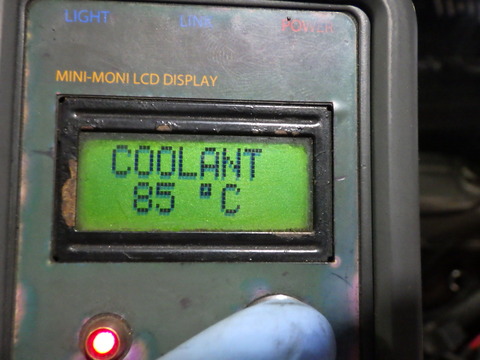 LIGHT LINK POWER
MINI-MONI LCD DISPLAY
COOLANT
85 °C